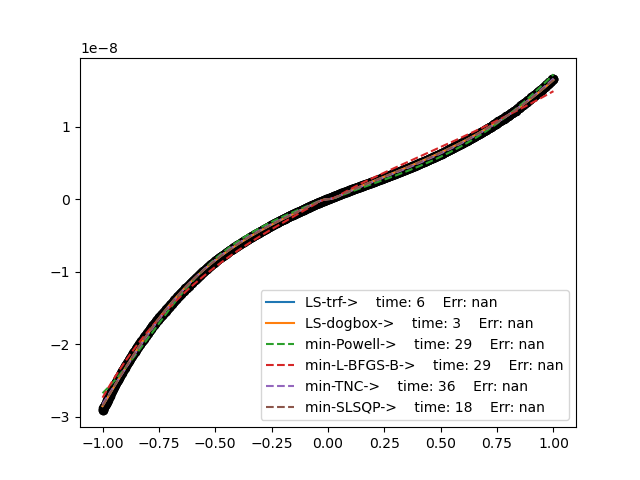 1e−8
1
0
−1
−2
−3
LS-trf-> time: 6 Err: nan
LS-dogbox-> time: 3 Err: nan
min-Powell-> time: 29 Err: nan
min-L-BFGS-B-> time: 29 Err: nan
min-TNC-> time: 36 Err: nan
min-SLSQP-> time: 18 Err: nan
−1.00 −0.75 −0.50 −0.25 0.00 0.25 0.50 0.75 1.00